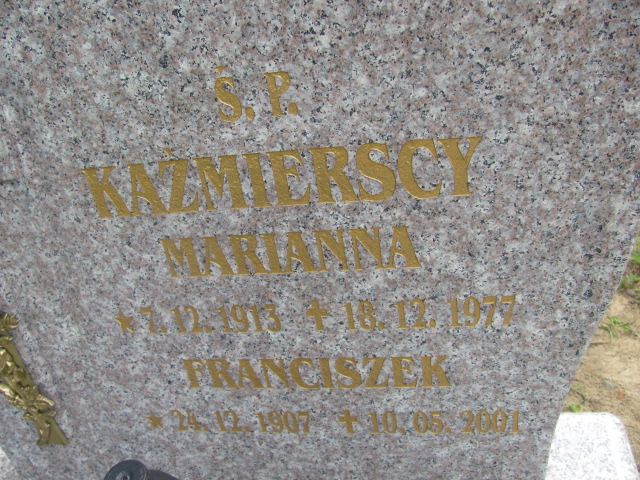 Ś. P.
KAŹMIERSCY
MARIANNA
★ 7. 12. 1913 ✝ 18. 12. 1977
FRANCISZEK
★ 24. 12. 1907 ✝ 10. 05. 2001